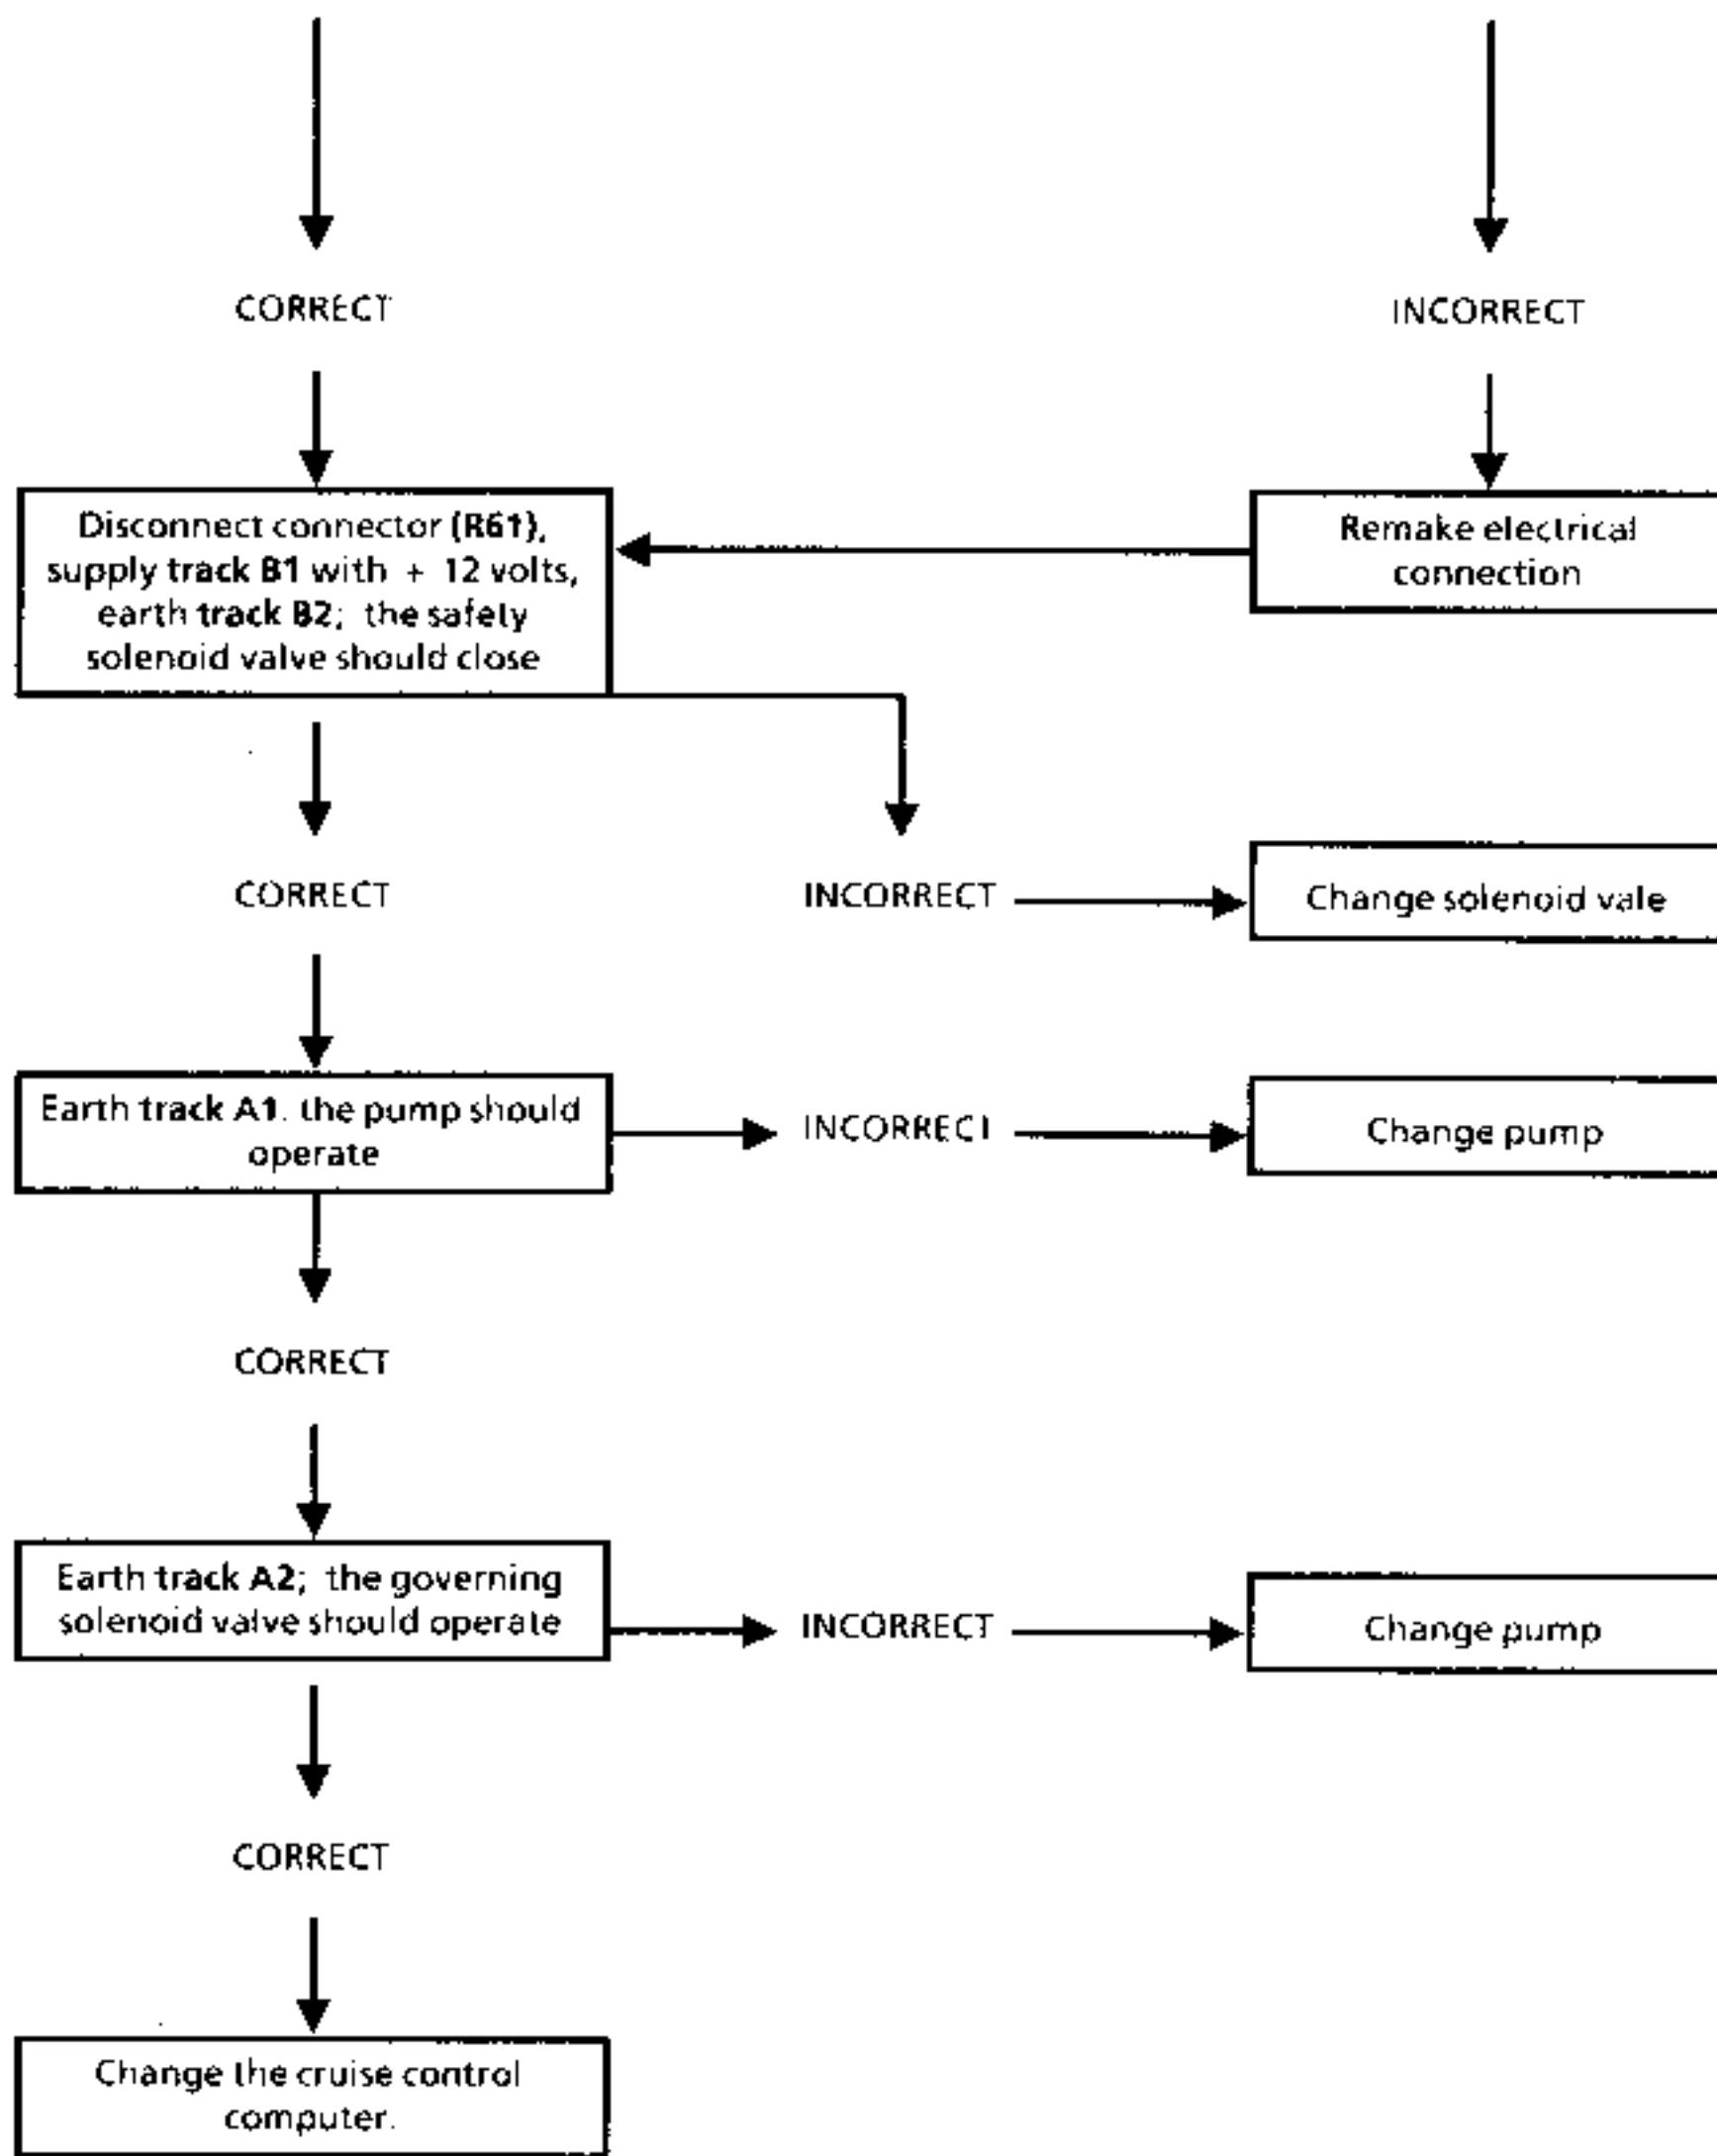 CORRECT
INCORRECT
Disconnect connector (R61),
supply track B1 with + 12 volts,
earth track B2; the safety
solenoid valve should close
Remake electrical
connection
CORRECT
INCORRECT
Change solenoid vale
Earth track A1. the pump should
operate
INCORRECT
Change pump
CORRECT
Earth track A2; the governing
solenoid valve should operate
INCORRECT
Change pump
CORRECT
Change the cruise control
computer.